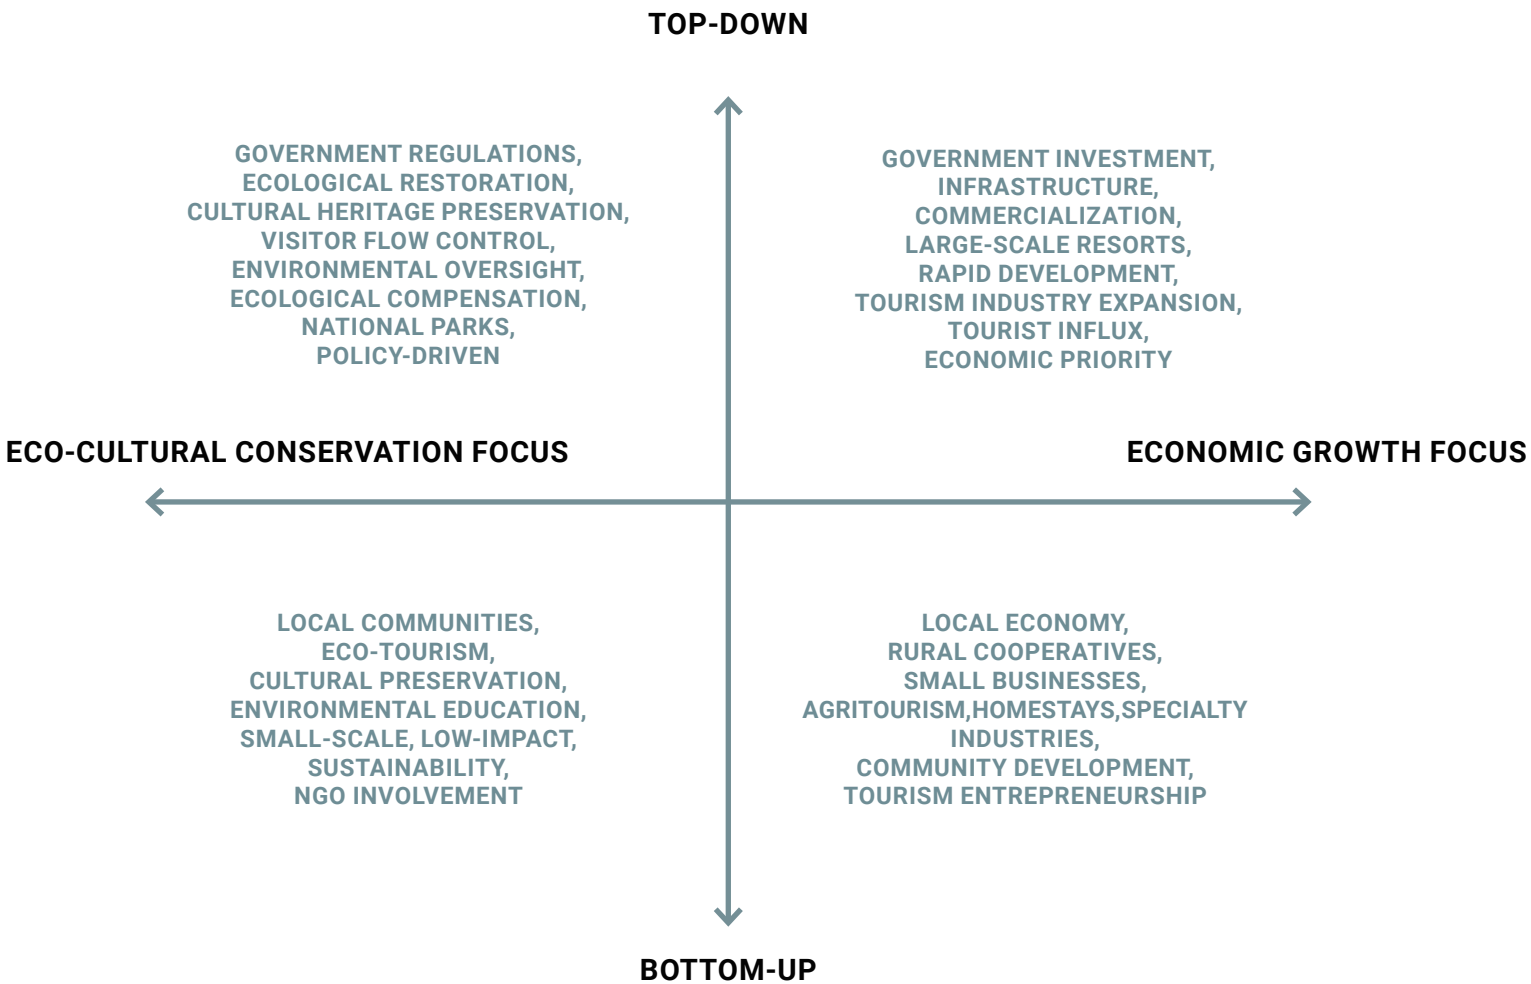 TOP-DOWN
GOVERNMENT REGULATIONS,
ECOLOGICAL RESTORATION,
CULTURAL HERITAGE PRESERVATION,
VISITOR FLOW CONTROL,
ENVIRONMENTAL OVERSIGHT,
ECOLOGICAL COMPENSATION,
NATIONAL PARKS,
POLICY-DRIVEN
GOVERNMENT INVESTMENT,
INFRASTRUCTURE,
COMMERCIALIZATION,
LARGE-SCALE RESORTS,
RAPID DEVELOPMENT,
TOURISM INDUSTRY EXPANSION,
TOURIST INFLUX,
ECONOMIC PRIORITY
ECO-CULTURAL CONSERVATION FOCUS
ECONOMIC GROWTH FOCUS
LOCAL COMMUNITIES,
ECO-TOURISM,
CULTURAL PRESERVATION,
ENVIRONMENTAL EDUCATION,
SMALL-SCALE, LOW-IMPACT,
SUSTAINABILITY,
NGO INVOLVEMENT
LOCAL ECONOMY,
RURAL COOPERATIVES,
SMALL BUSINESSES,
AGRITOURISM,HOMESTAYS,SPECIALTY
INDUSTRIES,
COMMUNITY DEVELOPMENT,
TOURISM ENTREPRENEURSHIP
BOTTOM-UP